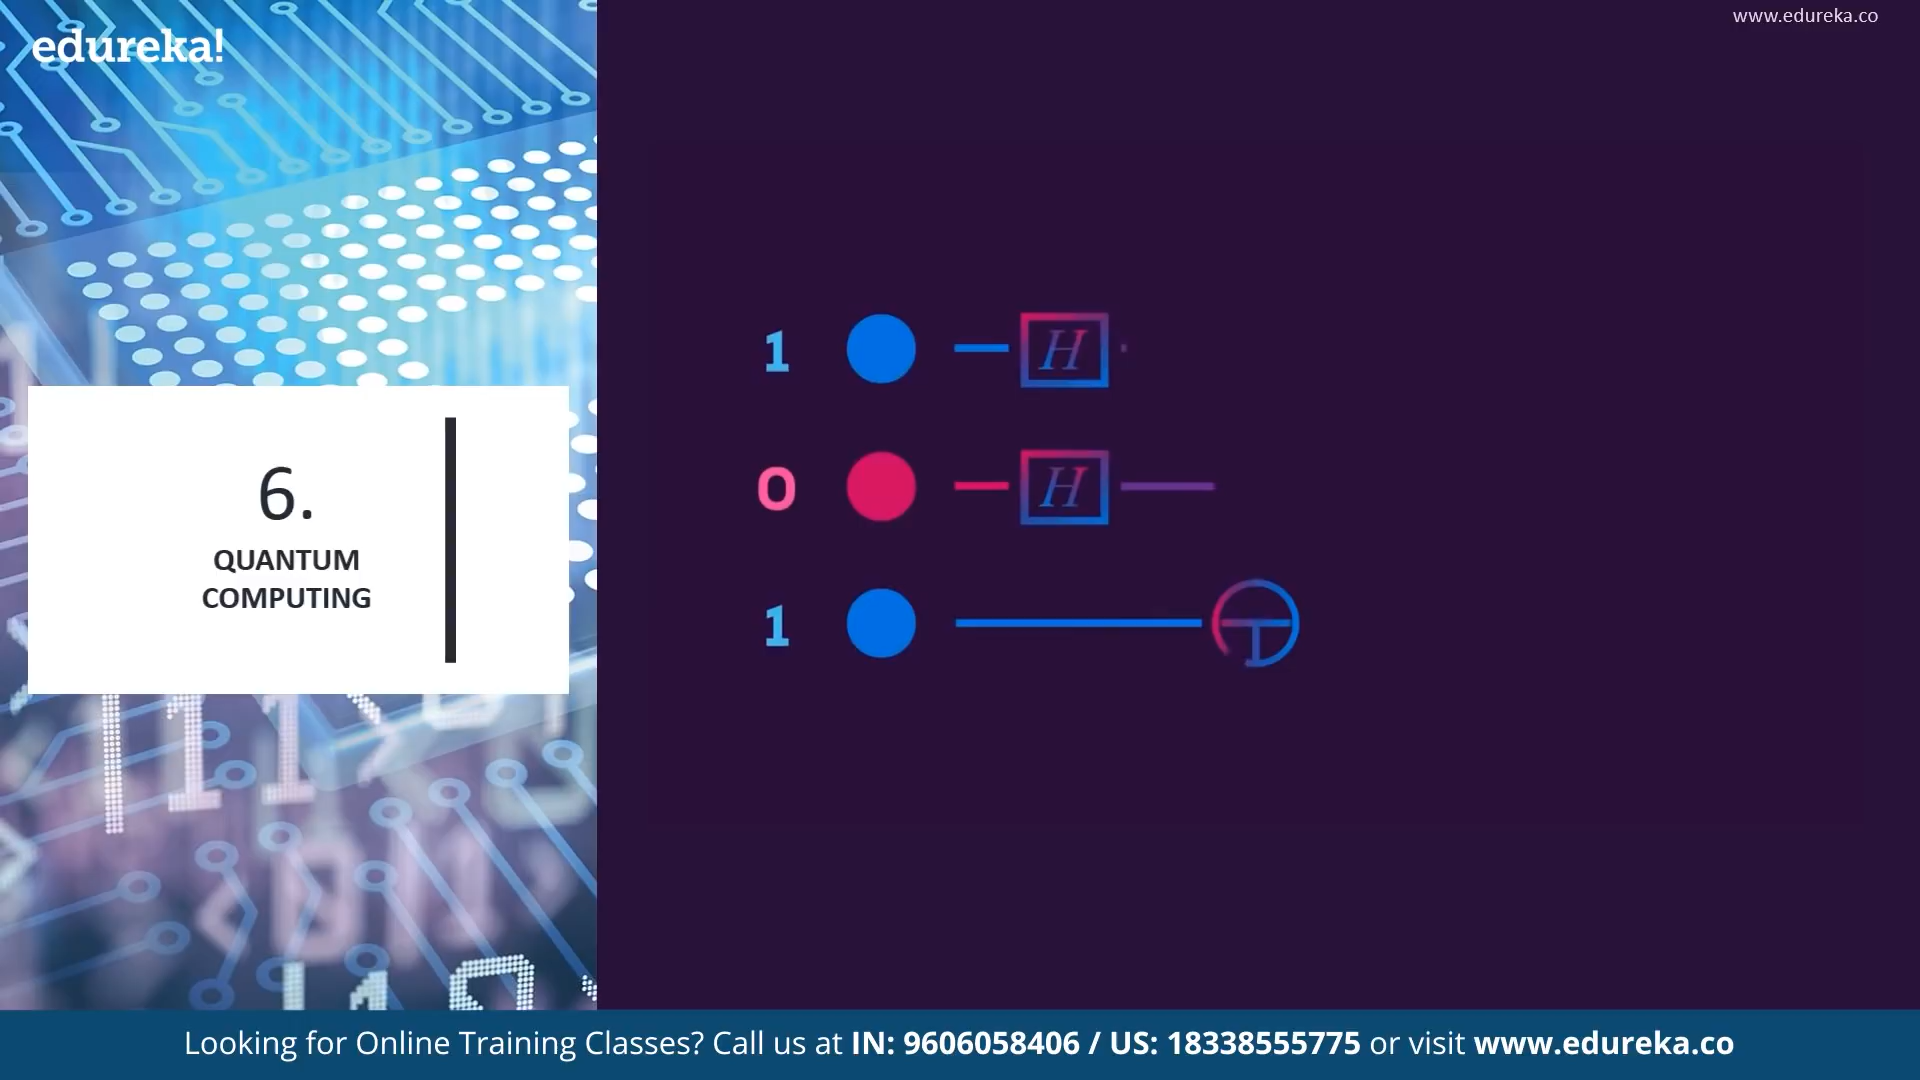 edureka!
www.edureka.co
6.
QUANTUM
COMPUTING
1
H
0
H
1
Looking for Online Training Classes? Call us at IN: 9606058406 / US: 18338555775 or visit www.edureka.co